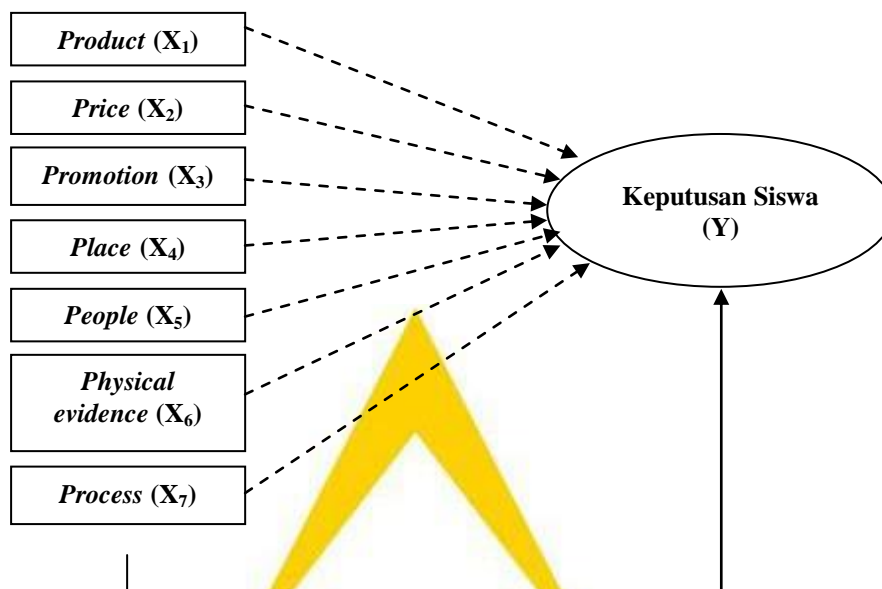 Product (X₁)
Price (X₂)
Promotion (X₃)
Place (X₄)
People (X₅)
Physical
evidence (X₆)
Process (X₇)
Keputusan Siswa
(Y)